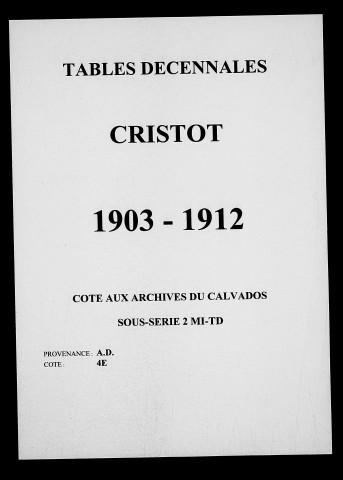 TABLES DECENNALES
CRISTOT
1903 - 1912
COTE AUX ARCHIVES DU CALVADOS
SOUS-SERIE 2 MI-TD
PROVENANCE : A.D.
COTE : 4E